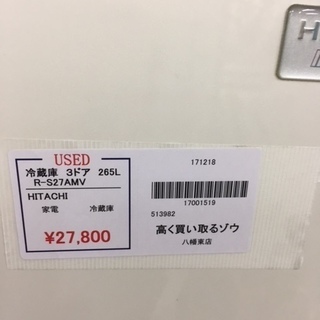 H
USED
冷蔵庫 3ドア 265L
R-S27AMV
HITACHI
家電 冷蔵庫
¥27,800
171218
17001519
513982
高く買い取るゾウ
八幡東店